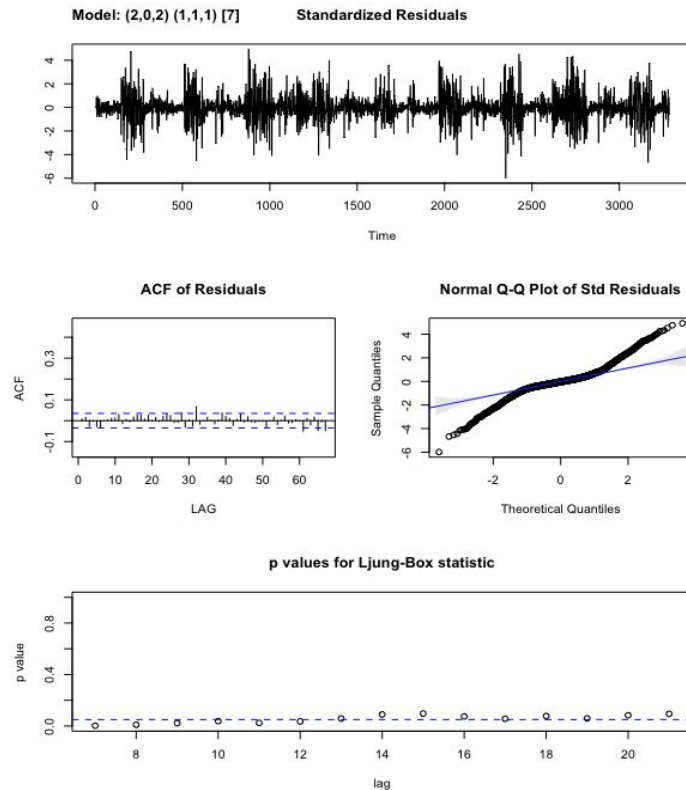 Model: (2,0,2) (1,1,1) [7] Standardized Residuals
4
2
0
-2
-4
-6
0 500 1000 1500 2000 2500 3000
Time
ACF of Residuals
ACF
0.3
0.1
-0.1
0 10 20 30 40 50 60
LAG
Normal Q-Q Plot of Std Residuals
Sample Quantiles
4
2
0
-2
-4
-6
-2 0 2
Theoretical Quantiles
p values for Ljung-Box statistic
p value
0.8
0.4
0.0
8 10 12 14 16 18 20
lag